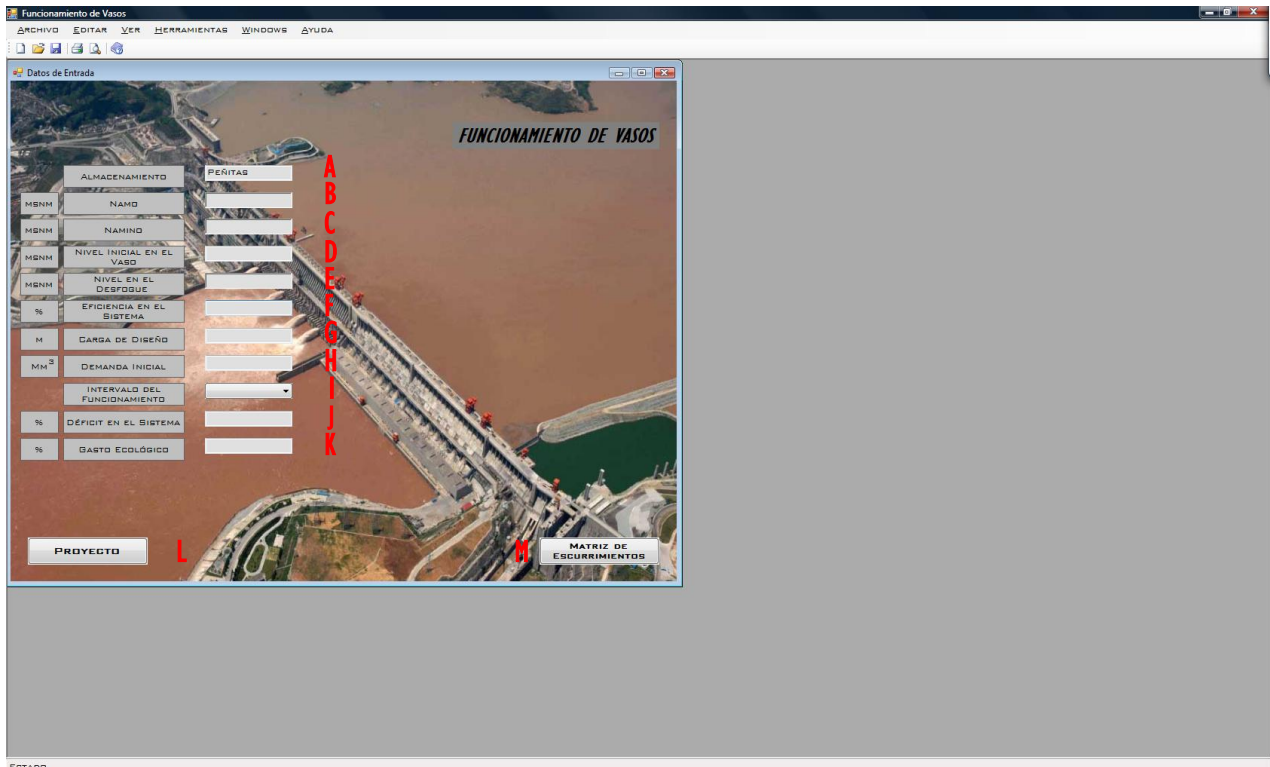 Funcionamiento de Vasos
Archivo Editar Ver Herramientas Windows Ayuda
Datos de Entrada
FUNCIONAMIENTO DE VASOS
Almacenamiento Peñitas A
msnm Namo B
msnm Namino C
msnm Nivel Inicial en el
Vaso D
msnm Nivel en el
Desfogue E
% Eficiencia en el
Sistema F
m Carga de Diseño G
Mm³ Demanda Inicial H
Intervalo del
Funcionamiento I
% Déficit en el Sistema J
% Gasto Ecológico K
Proyecto L
M Matriz de
Escurrimientos
Estado